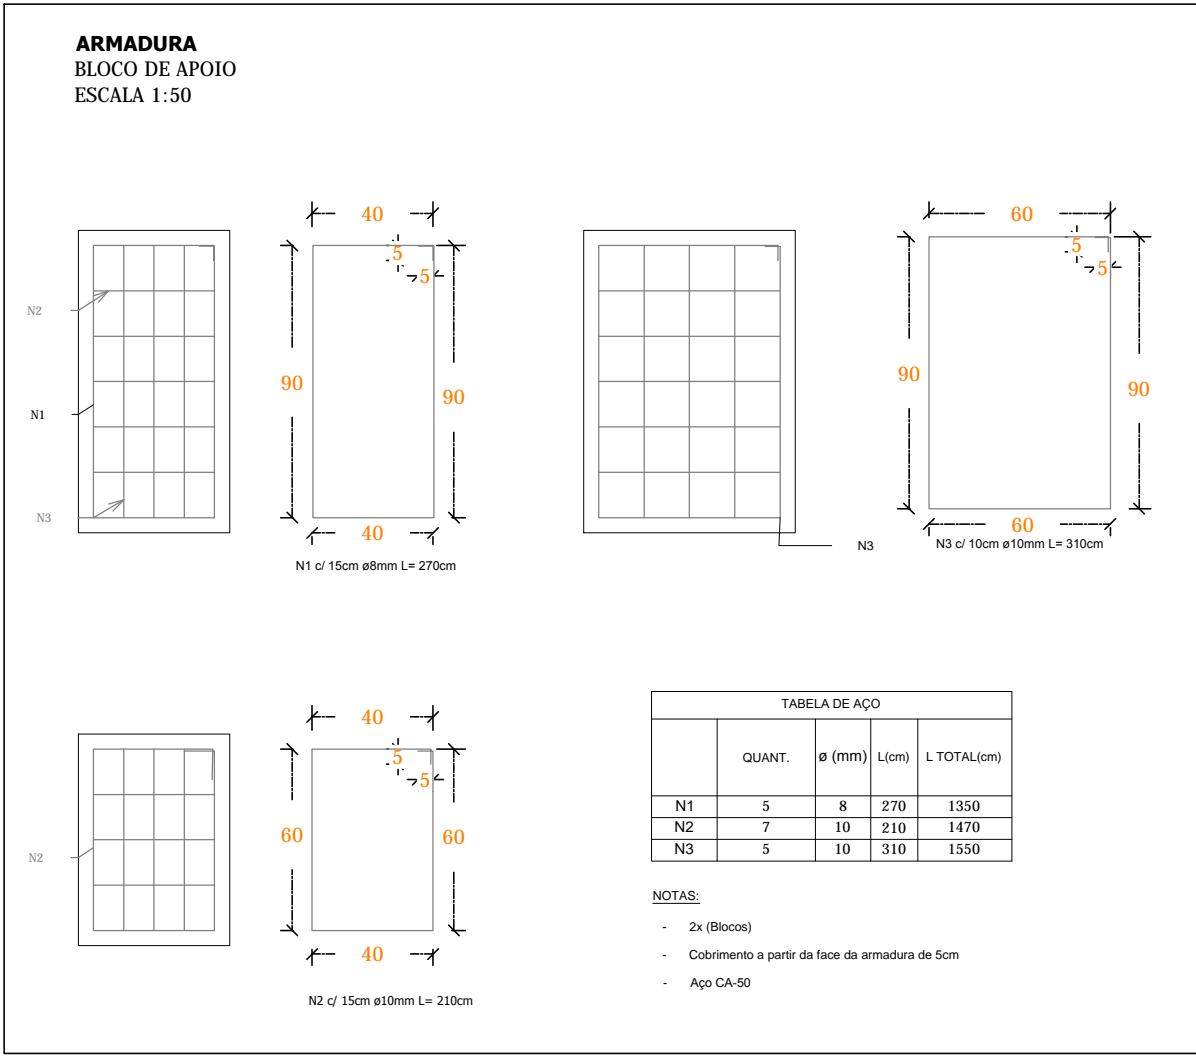 ARMADURA
BLOCO DE APOIO
ESCALA 1:50
40
5
5
90
90
40
N2
N1
N3
N1 c/ 15cm ø8mm L= 270cm
60
5
5
90
90
60
N3
N3 c/ 10cm ø10mm L= 310cm
40
5
5
60
60
40
N2
N2 c/ 15cm ø10mm L= 210cm
TABELA DE AÇO
QUANT. ø (mm) L(cm) L TOTAL(cm)
N1 5 8 270 1350
N2 7 10 210 1470
N3 5 10 310 1550
NOTAS:
- 2x (Blocos)
- Cobrimento a partir da face da armadura de 5cm
- Aço CA-50